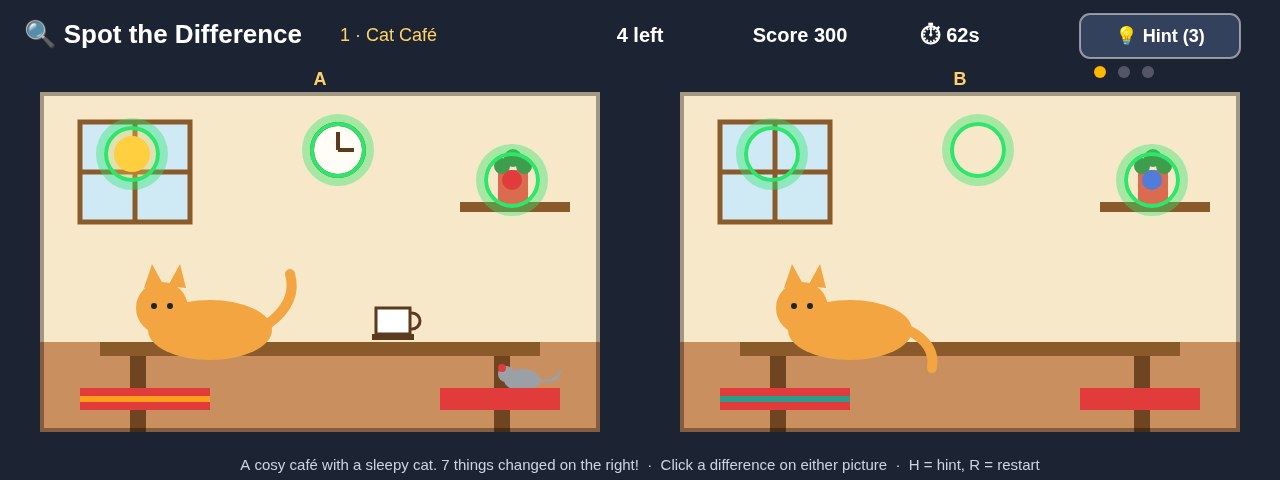 🔍 Spot the Difference
1 · Cat Café
4 left
Score 300
⏱ 62s
💡 Hint (3)
A
B
A cosy café with a sleepy cat. 7 things changed on the right! · Click a difference on either picture · H = hint, R = restart